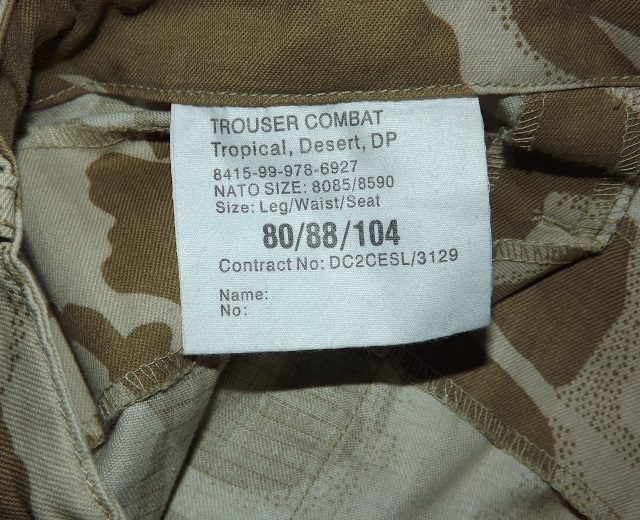 TROUSER COMBAT
Tropical, Desert, DP
8415-99-978-6927
NATO SIZE: 8085/8590
Size: Leg/Waist/Seat
80/88/104
Contract No: DC2CESL/3129
Name:
No: